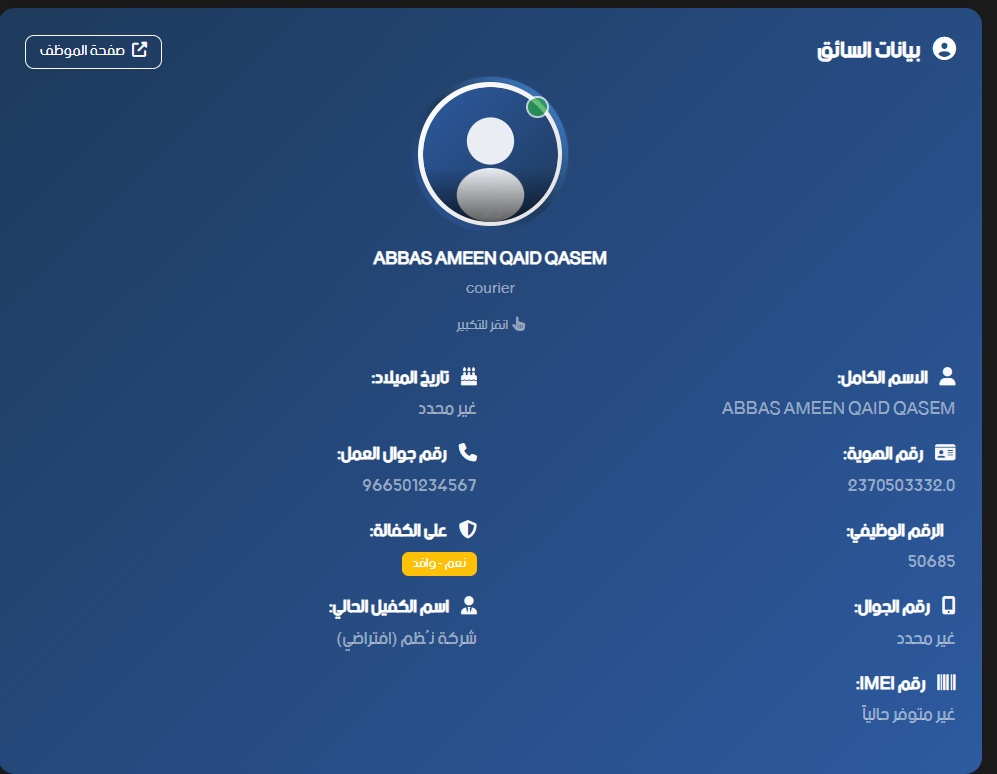 بيانات السائق
صفحة الموظف
ABBAS AMEEN QAID QASEM
courier
انقر للتكبير
الاسم الكامل:
ABBAS AMEEN QAID QASEM
تاريخ الميلاد:
غير محدد
رقم الهوية:
2370503332.0
رقم جوال العمل:
966501234567
الرقم الوظيفي:
50685
على الكفالة:
نعم - وافد
رقم الجوال:
غير محدد
اسم الكفيل الحالي:
شركة نُظم (افتراضي)
رقم IMEI:
غير متوفر حالياً